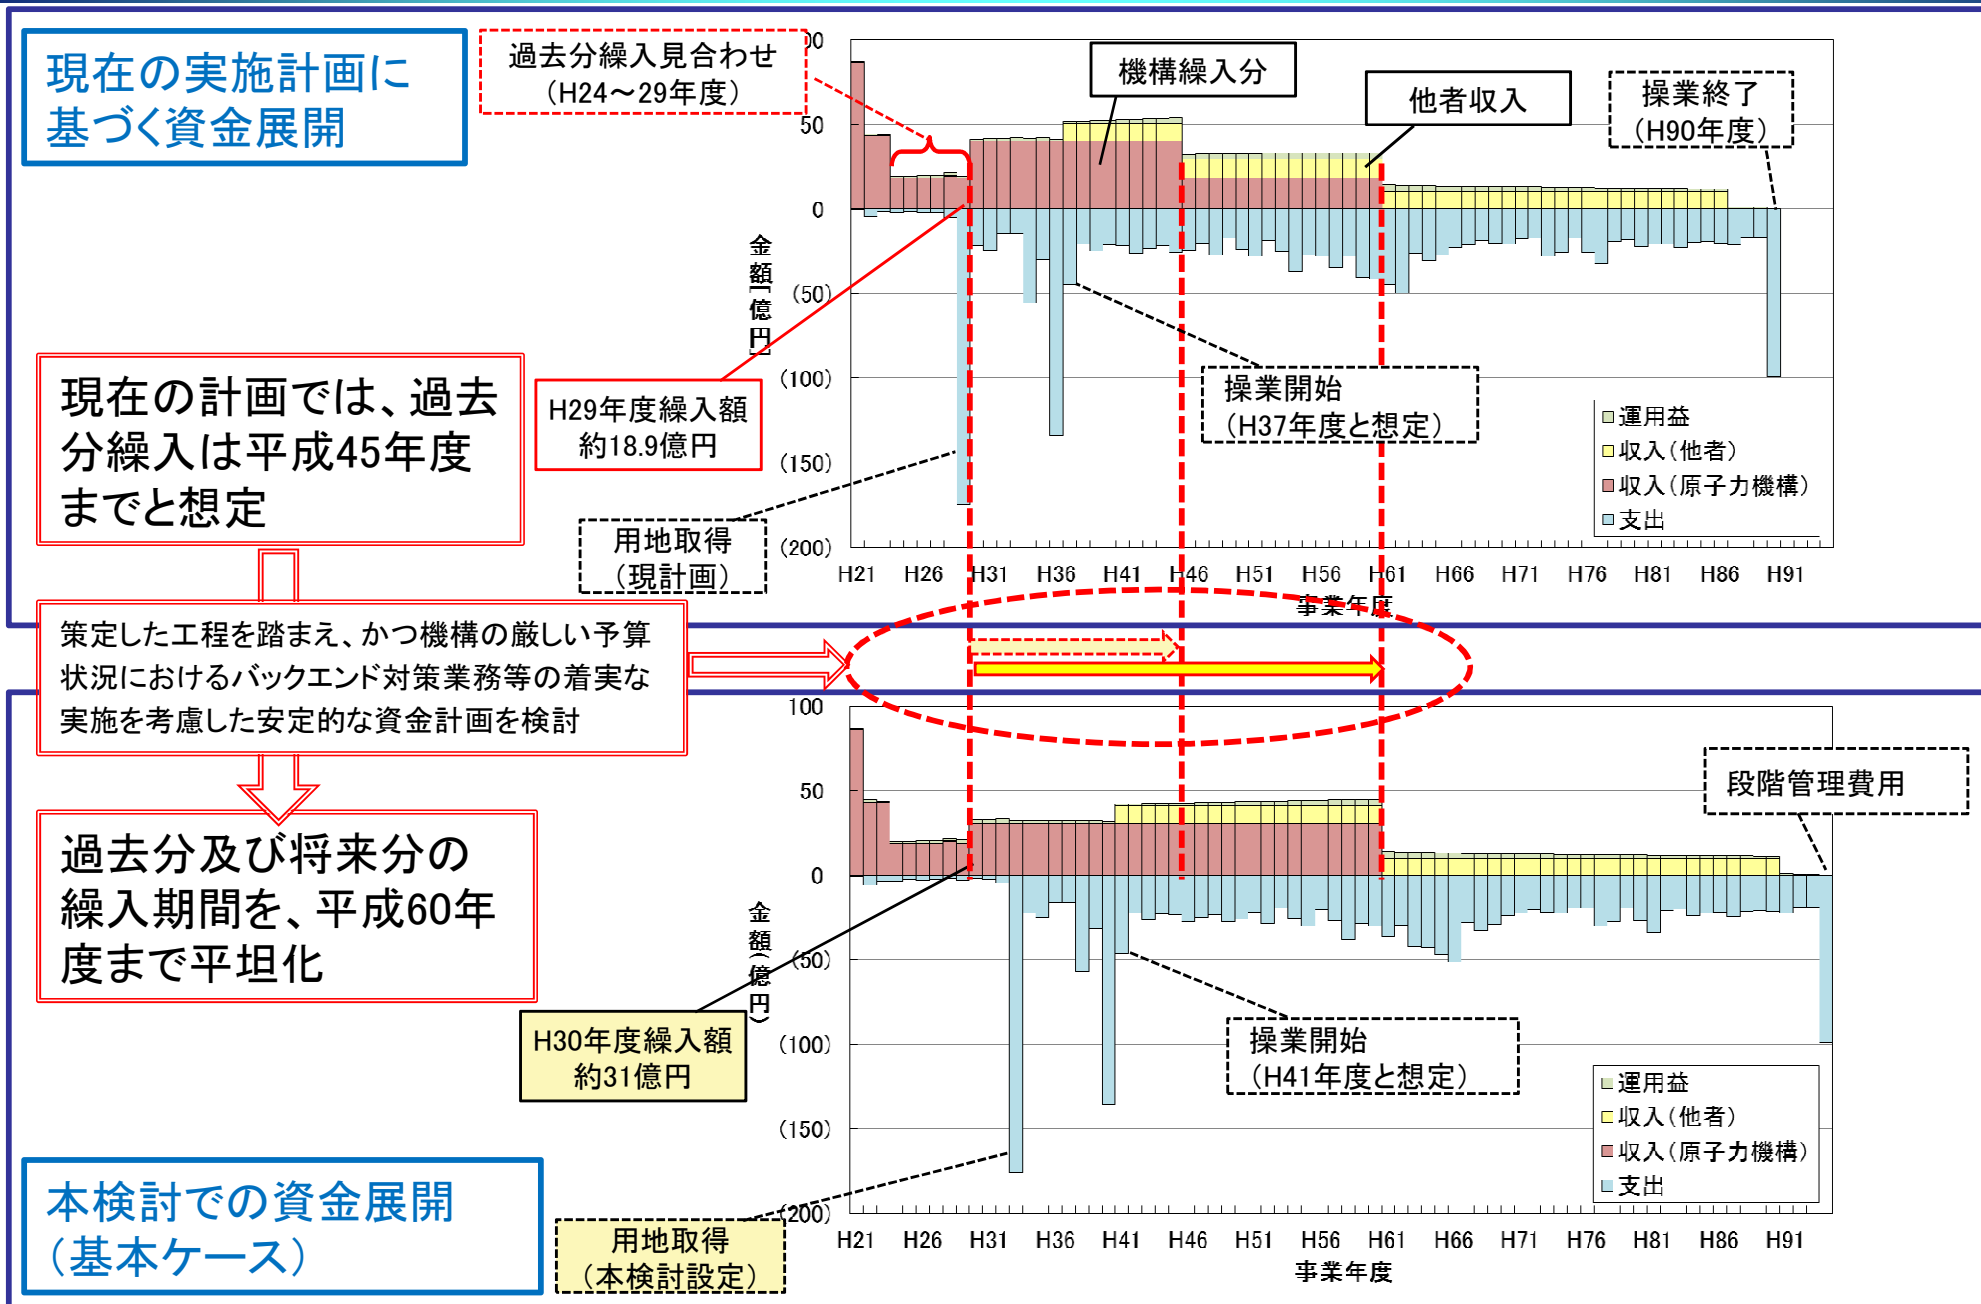 現在の実施計画に
基づく資金展開
過去分繰入見合わせ
（H24～29年度）
機構繰入分
他者収入
操業終了
（H90年度）
50
0
(50)
(100)
(150)
(200)
金額[億円]
H29年度繰入額
約18.9億円
操業開始
（H37年度と想定）
用地取得
（現計画）
運用益
収入（他者）
収入（原子力機構）
支出
H21 H26 H31 H36 H41 H46 H51 H56 H61 H66 H71 H76 H81 H86 H91
事業年度
現在の計画では、過去
分繰入は平成45年度
までと想定
策定した工程を踏まえ、かつ機構の厳しい予算
状況におけるバックエンド対策業務等の着実な
実施を考慮した安定的な資金計画を検討
過去分及び将来分の
繰入期間を、平成60年
度まで平坦化
100
50
0
(50)
(100)
(150)
(200)
金額(億円)
段階管理費用
H30年度繰入額
約31億円
操業開始
（H41年度と想定）
運用益
収入（他者）
収入（原子力機構）
支出
用地取得
（本検討設定）
H21 H26 H31 H36 H41 H46 H51 H56 H61 H66 H71 H76 H81 H86 H91
事業年度
本検討での資金展開
（基本ケース）